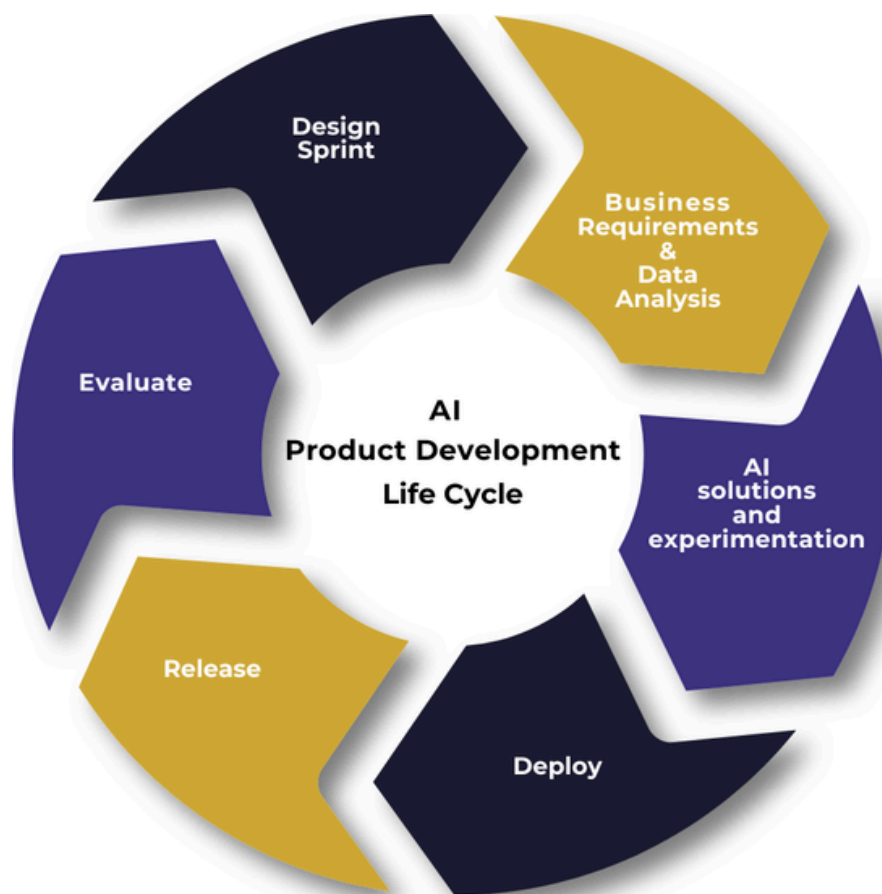 Design
Sprint
Business
Requirements
&
Data
Analysis
AI
solutions
and
experimentation
Deploy
Release
Evaluate
AI
Product Development
Life Cycle